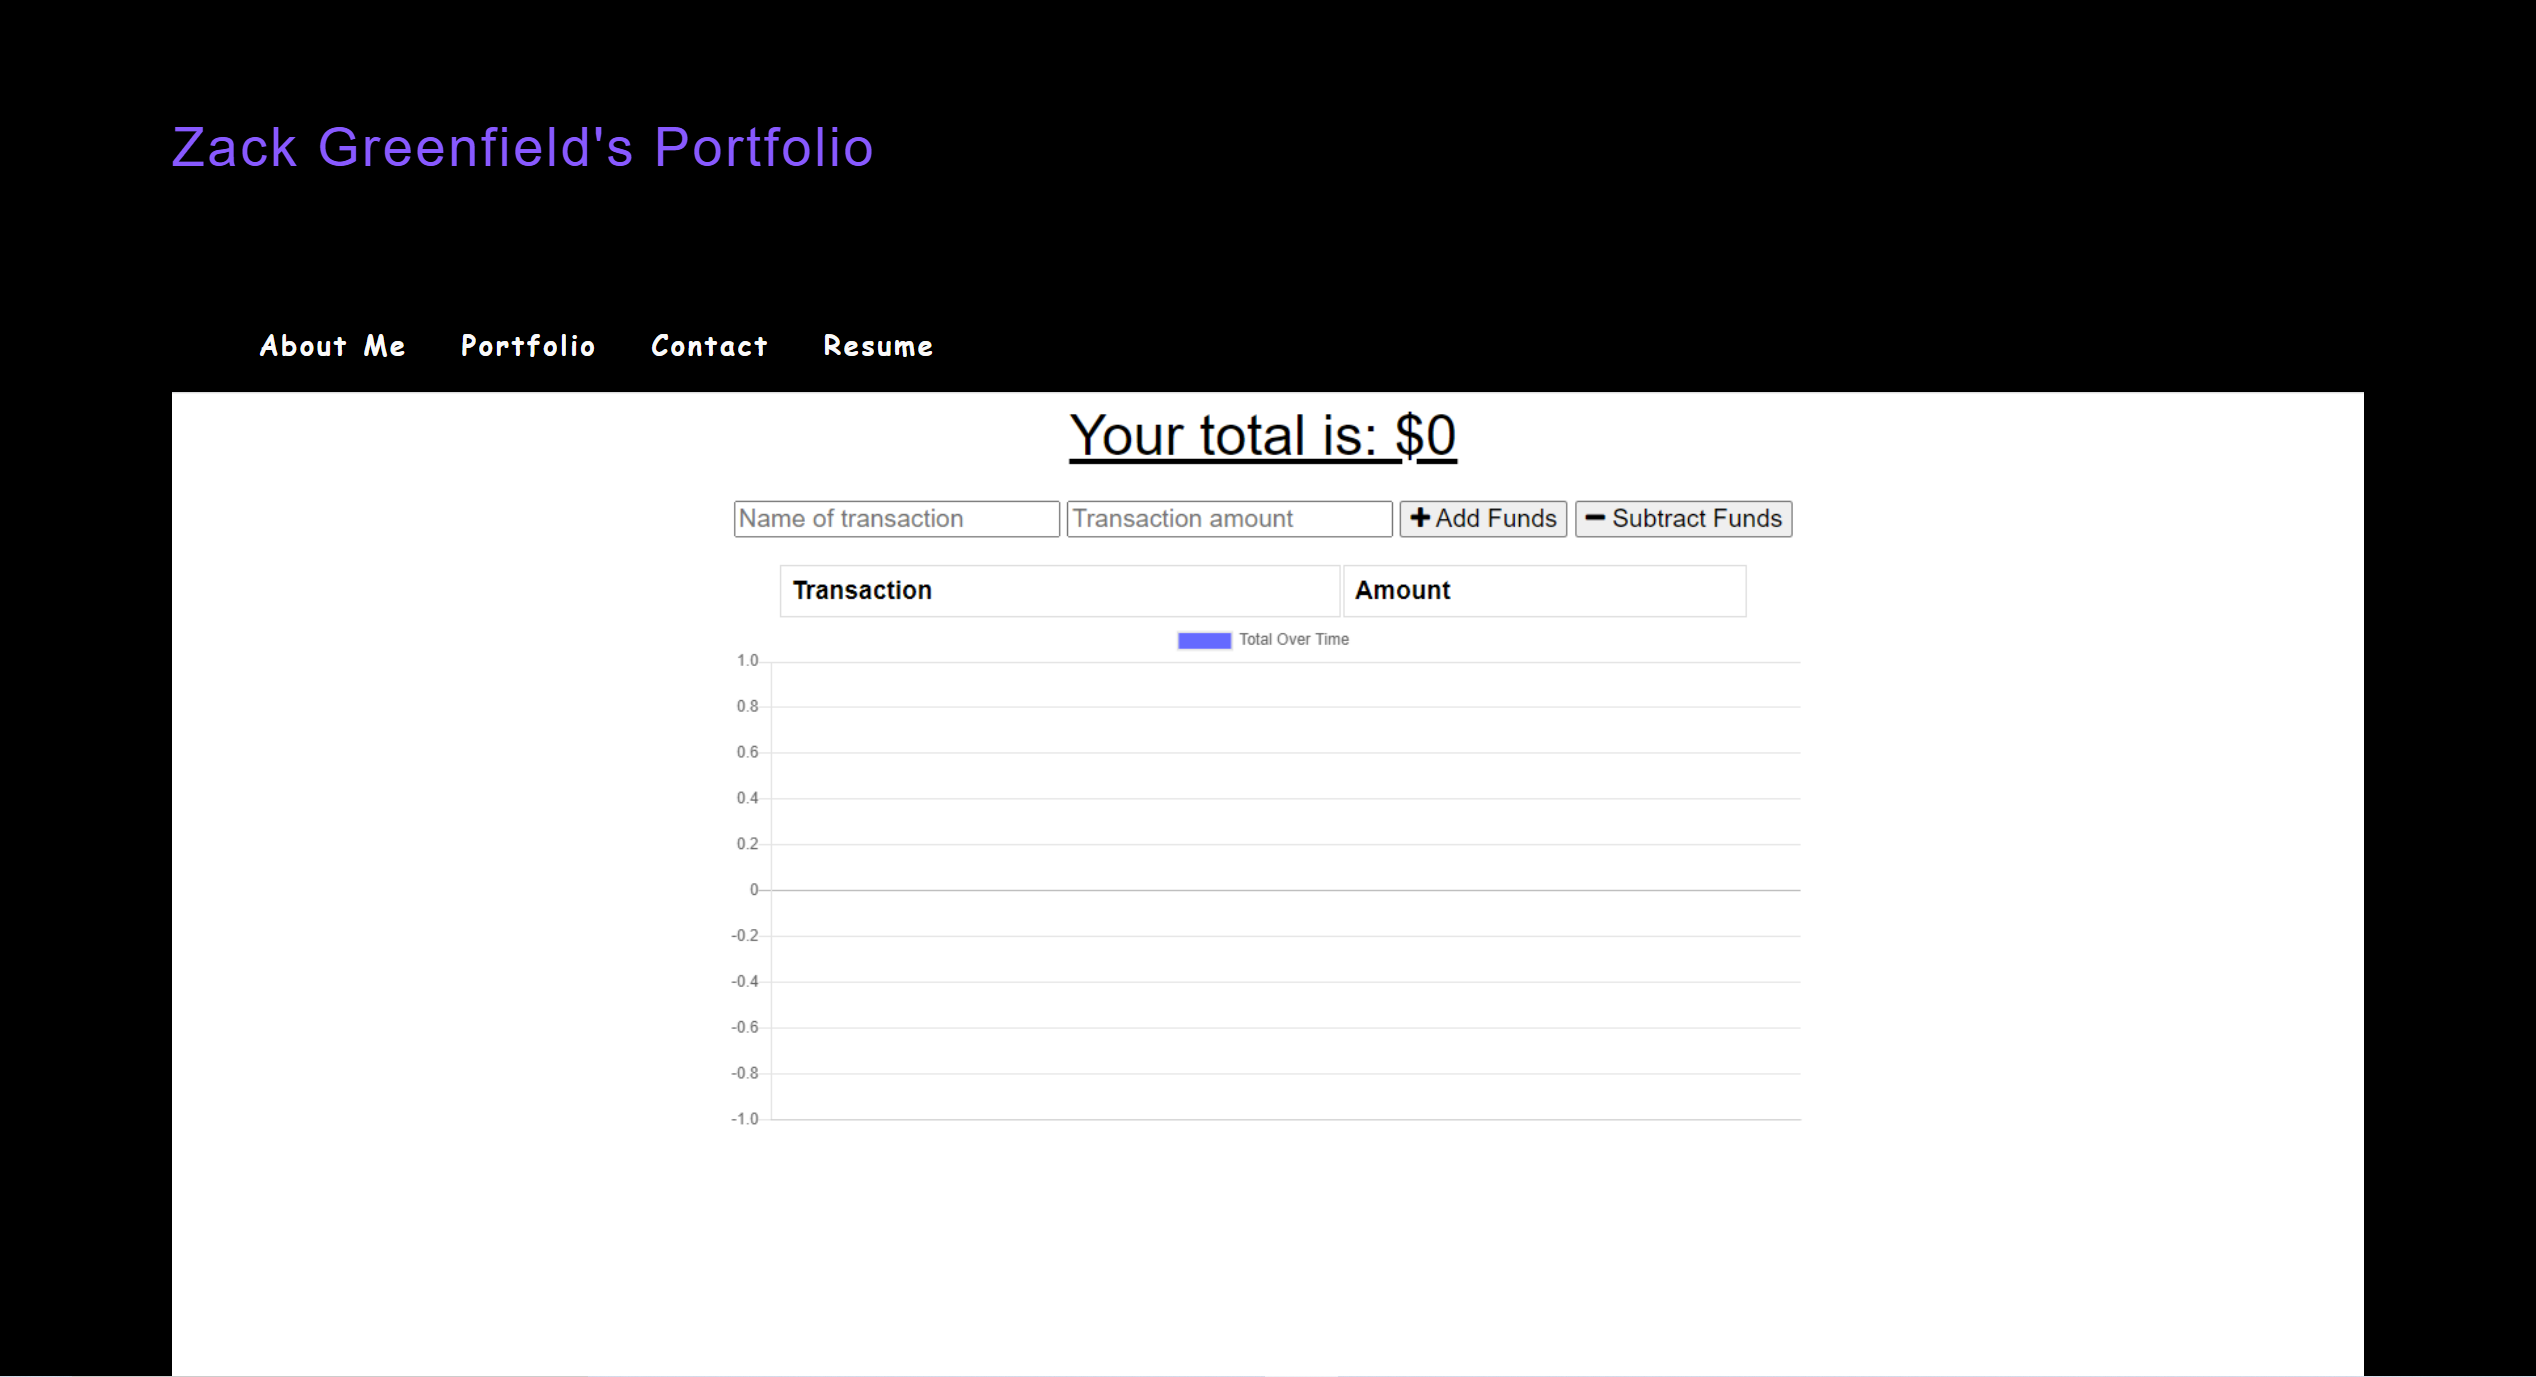 Zack Greenfield's Portfolio
About Me Portfolio Contact Resume
Your total is: $0
Name of transaction Transaction amount Add Funds Subtract Funds
Transaction Amount
Total Over Time
1.0
0.8
0.6
0.4
0.2
0
-0.2
-0.4
-0.6
-0.8
-1.0